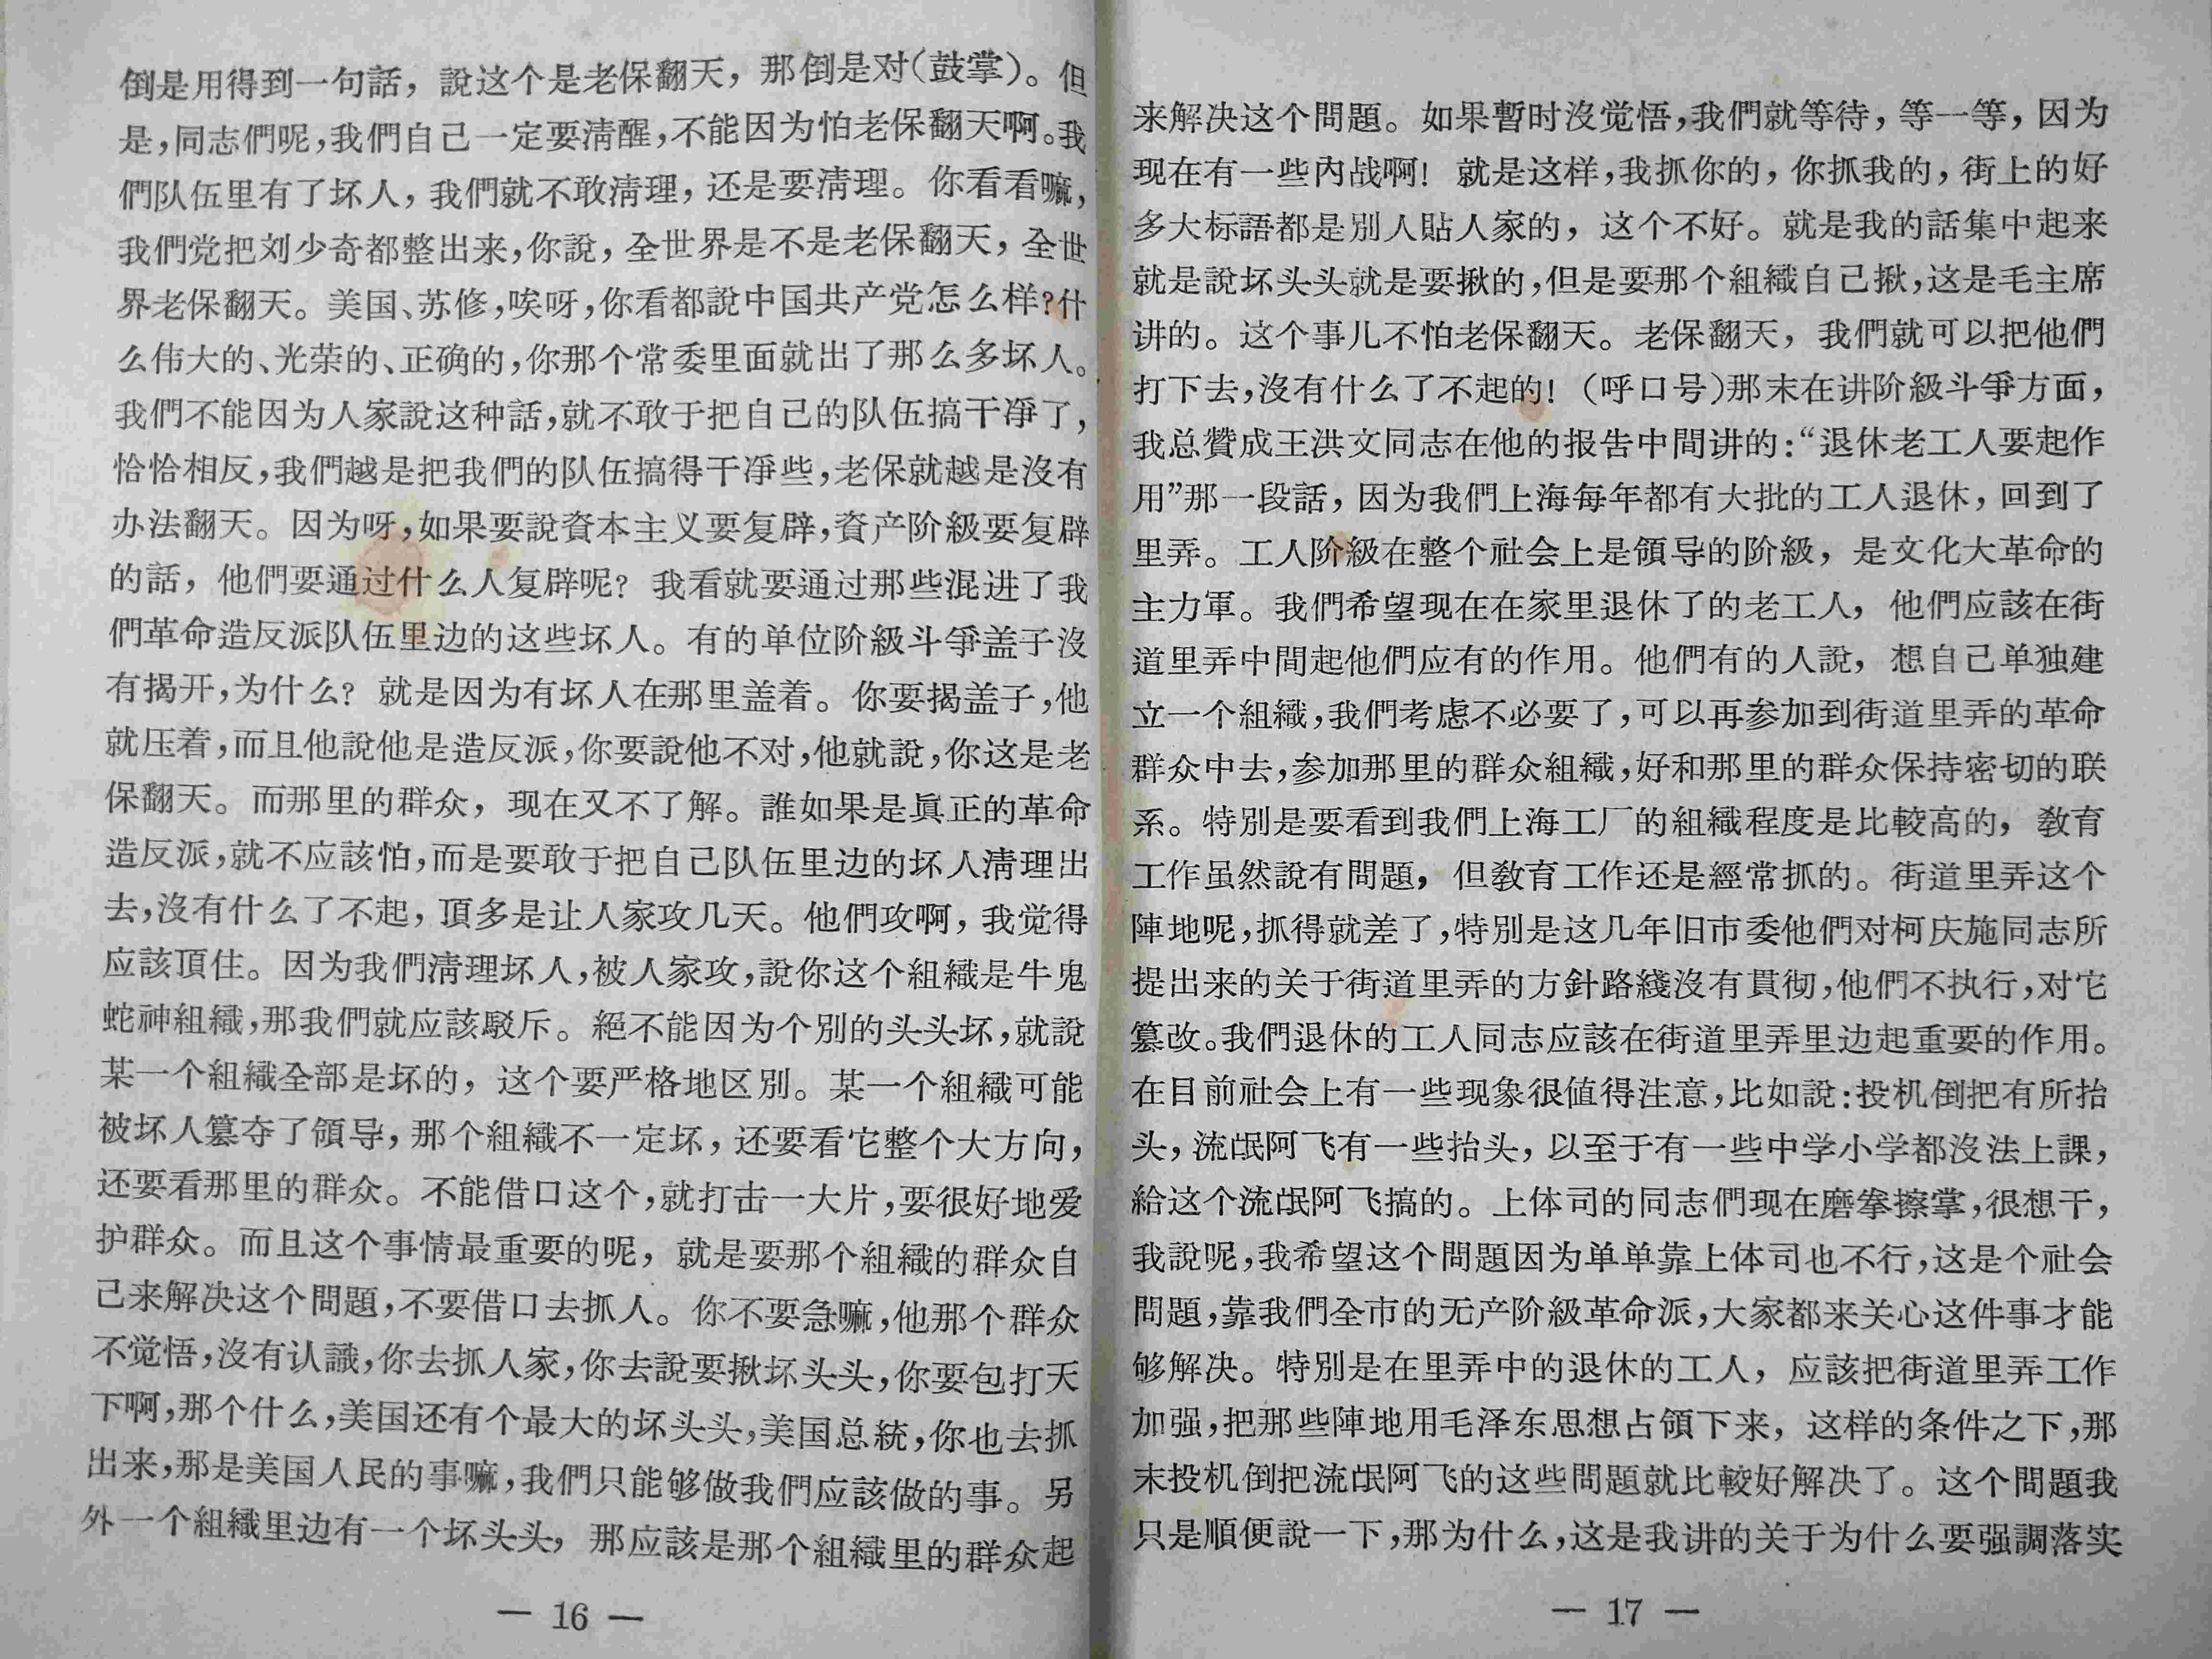 倒是用得到一句話，說这个是老保翻天，那倒是对（鼓掌）。但
是，同志們呢，我們自己一定要淸醒，不能因为怕老保翻天啊。我
們队伍里有了坏人，我們就不敢淸理，还是要淸理。你看看嘛，
我們党把刘少奇都整出来，你說，全世界是不是老保翻天，全世
界老保翻天。美国、苏修，唉呀，你看都說中国共产党怎么样？什
么伟大的、光荣的、正确的，你那个常委里面就出了那么多坏人。
我們不能因为人家說这种話，就不敢于把自己的队伍搞干凈了，
恰恰相反，我們越是把我們的队伍搞得干凈些，老保就越是沒有
办法翻天。因为呀，如果要說資本主义要复辟，資产阶級要复辟
的話，他們要通过什么人复辟呢？我看就要通过那些混进了我
們革命造反派队伍里边的这些坏人。有的单位阶級斗爭盖于沒
有揭开，为什么？就是因为有坏人在那里盖着。你要揭盖子，他
就压着，而且他說他是造反派，你要說他不对，他就說，你这是老
保翻天。而那里的群众，现在又不了解。誰如果是眞正的革命
造反派，就不应該怕，而是要敢于把自己队伍里边的坏人淸理出
去，沒有什么了不起，頂多是让人家攻几天。他們攻啊，我觉得
应該頂住。因为我們淸理坏人，被人家攻，說你这个組織是牛鬼
蛇神組織，那我們就应該駁斥。絕不能因为个別的头头坏，就說
某一个組織全部是坏的，这个要严格地区別。某一个組織可能
被坏人篡夺了領导，那个組織不一定坏，还要看它整个大方向，
还要看那里的群众。不能借口这个，就打击一大片，要很好地爱
护群众。而且这个事情最重要的呢，就是要那个組織的群众自
己来解决这个問題，不要借口去抓人。你不要急嘛，他那个群众
不觉悟，沒有认識，你去抓人家，你去說要揪坏头头，你要包打天
下啊，那个什么，美国还有个最大的坏头头，美国总統，你也去抓
出来，那是美国人民的事嘛，我們只能够做我們应該做的事。另
外一个組織里边有一个坏头头，那应該是那个組織里的群众起
— 16 —
来解决这个問題。如果暫时沒觉悟，我們就等待，等一等，因为
现在有一些內战啊！就是这样，我抓你的，你抓我的，街上的好
多大标語都是別人貼人家的，这个不好。就是我的話集中起来
就是說坏头头就是要揪的，但是要那个組織自己揪，这是毛主席
讲的。这个事儿不怕老保翻天。老保翻天，我們就可以把他們
打下去，沒有什么了不起的！（呼口号）那末在讲阶級斗爭方面，
我总贊成王洪文同志在他的报告中間讲的：“退休老工人要起作
用”那一段話，因为我們上海每年都有大批的工人退休，回到了
里弄。工人阶級在整个社会上是領导的阶級，是文化大革命的
主力軍。我們希望现在在家里退休了的老工人，他們应該在街
道里弄中間起他們应有的作用。他們有的人說，想自己单独建
立一个組織，我們考虑不必要了，可以再参加到街道里弄的革命
群众中去，参加那里的群众組織，好和那里的群众保持密切的联
系。特別是要看到我們上海工厂的組織程度是比較高的，敎育
工作虽然說有問題，但敎育工作还是經常抓的。街道里弄这个
陣地呢，抓得就差了，特別是这几年旧市委他們对柯庆施同志所
提出来的关于街道里弄的方針路綫沒有貫彻，他們不执行，对它
篡改。我們退休的工人同志应該在街道里弄里边起重要的作用。
在目前社会上有一些现象很値得注意，比如說：投机倒把有所抬
头，流氓阿飞有一些抬头，以至于有一些中学小学都沒法上課，
給这个流氓阿飞搞的。上体司的同志們现在磨拳擦掌，很想干，
我說呢，我希望这个問題因为单单靠上体司也不行，这是个社会
問題，靠我們全市的无产阶級革命派，大家都来关心这件事才能
够解决。特別是在里弄中的退休的工人，应該把街道里弄工作
加强，把那些陣地用毛泽东思想占領下来，这样的条件之下，那
末投机倒把流氓阿飞的这些問題就比較好解决了。这个問題我
只是順便說一下，那为什么，这是我讲的关于为什么要强調落实
— 17 —